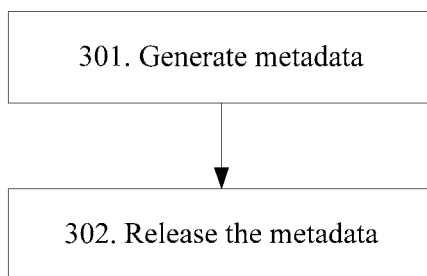 301. Generate metadata
302. Release the metadata